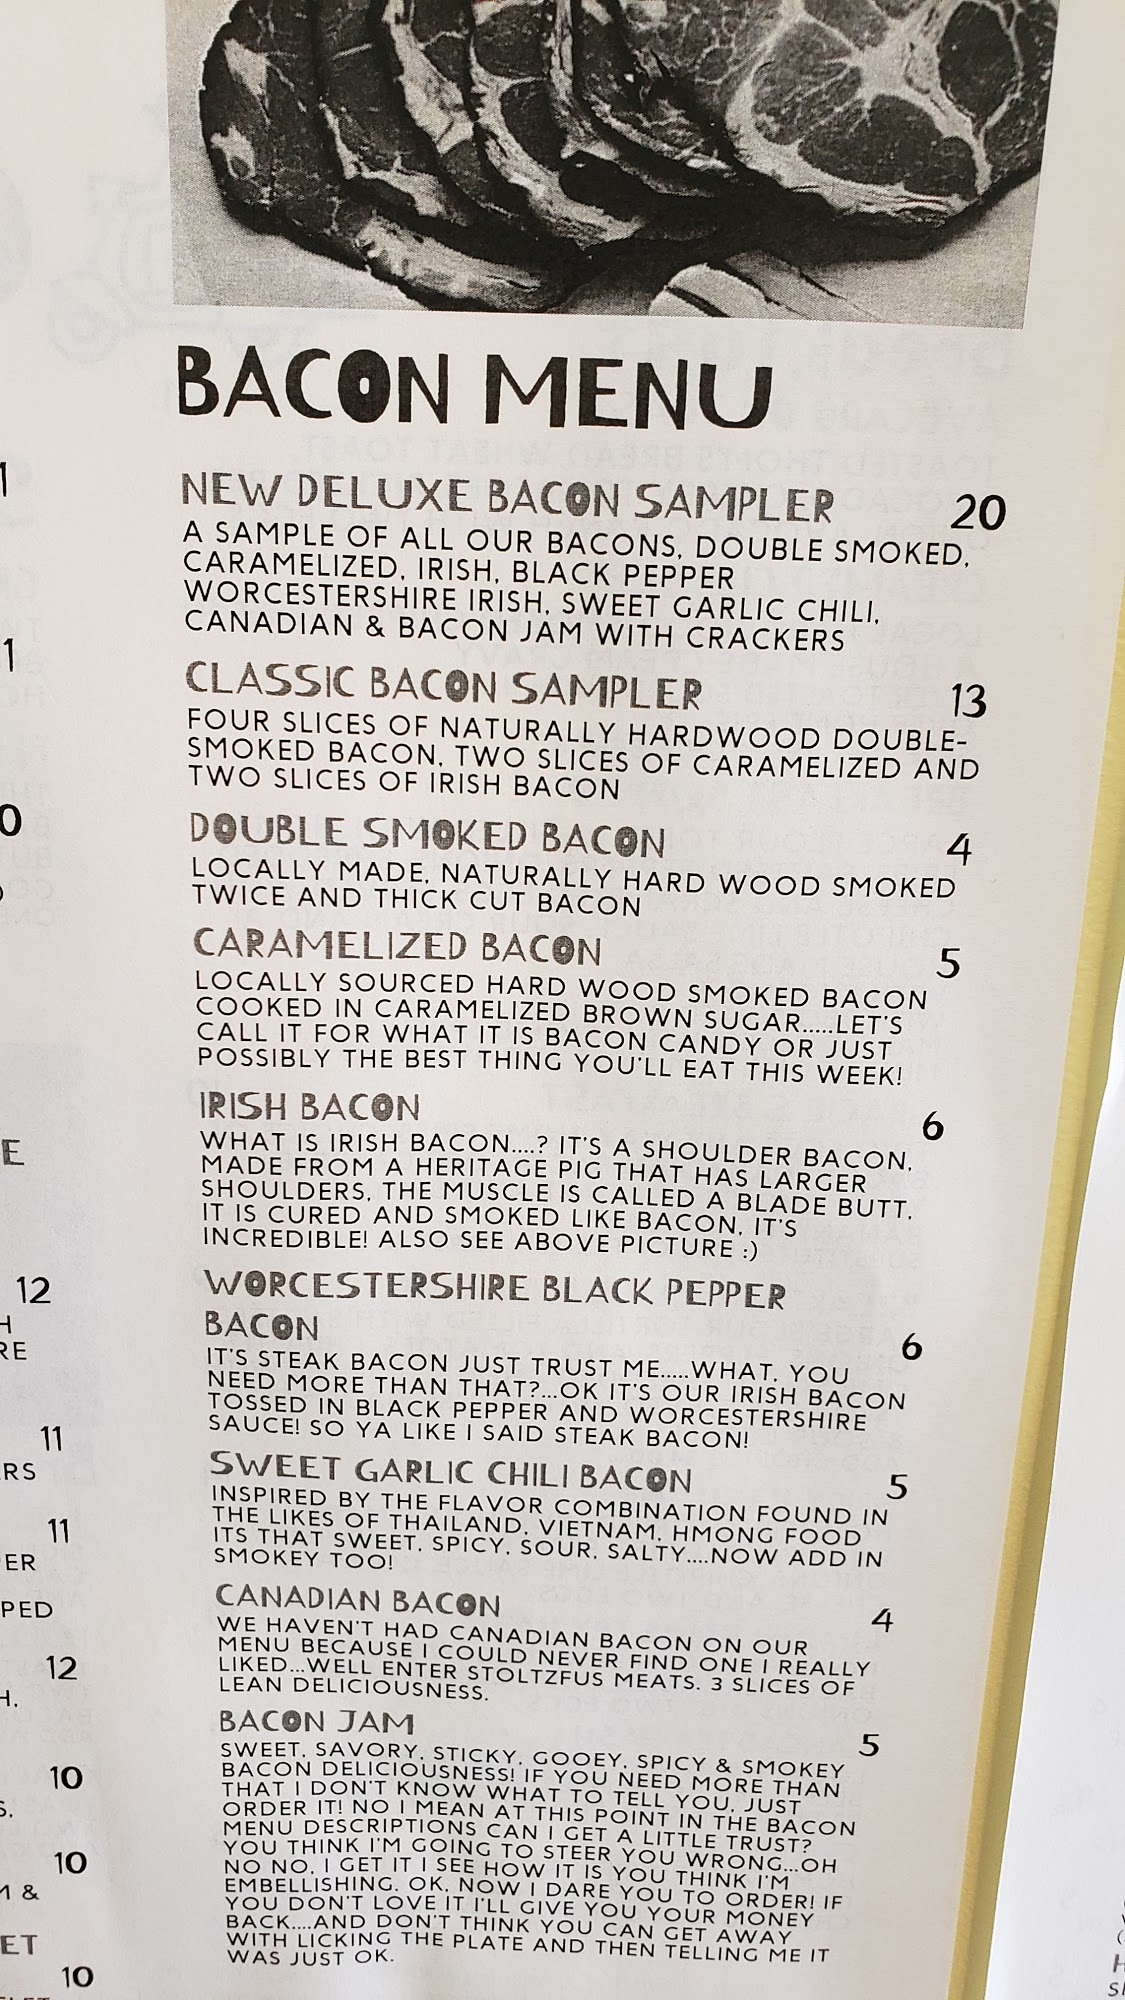 BACON MENU
NEW DELUXE BACON SAMPLER 20
A SAMPLE OF ALL OUR BACONS, DOUBLE SMOKED,
CARAMELIZED, IRISH, BLACK PEPPER
WORCESTERSHIRE IRISH, SWEET GARLIC CHILI,
CANADIAN & BACON JAM WITH CRACKERS
CLASSIC BACON SAMPLER 13
FOUR SLICES OF NATURALLY HARDWOOD DOUBLE-
SMOKED BACON, TWO SLICES OF CARAMELIZED AND
TWO SLICES OF IRISH BACON
DOUBLE SMOKED BACON 4
LOCALLY MADE, NATURALLY HARD WOOD SMOKED
TWICE AND THICK CUT BACON
CARAMELIZED BACON 5
LOCALLY SOURCED HARD WOOD SMOKED BACON
COOKED IN CARAMELIZED BROWN SUGAR.....LET'S
CALL IT FOR WHAT IT IS BACON CANDY OR JUST
POSSIBLY THE BEST THING YOU'LL EAT THIS WEEK!
IRISH BACON 6
WHAT IS IRISH BACON....? IT'S A SHOULDER BACON,
MADE FROM A HERITAGE PIG THAT HAS LARGER
SHOULDERS, THE MUSCLE IS CALLED A BLADE BUTT,
IT IS CURED AND SMOKED LIKE BACON, IT'S
INCREDIBLE! ALSO SEE ABOVE PICTURE :)
WORCESTERSHIRE BLACK PEPPER
BACON 6
IT'S STEAK BACON JUST TRUST ME.....WHAT, YOU
NEED MORE THAN THAT?...OK IT'S OUR IRISH BACON
TOSSED IN BLACK PEPPER AND WORCESTERSHIRE
SAUCE! SO YA LIKE I SAID STEAK BACON!
SWEET GARLIC CHILI BACON 5
INSPIRED BY THE FLAVOR COMBINATION FOUND IN
THE LIKES OF THAILAND, VIETNAM, HMONG FOOD
ITS THAT SWEET, SPICY, SOUR, SALTY....NOW ADD IN
SMOKEY TOO!
CANADIAN BACON 4
WE HAVEN'T HAD CANADIAN BACON ON OUR
MENU BECAUSE I COULD NEVER FIND ONE I REALLY
LIKED...WELL ENTER STOLTZFUS MEATS. 3 SLICES OF
LEAN DELICIOUSNESS.
BACON JAM 5
SWEET, SAVORY, STICKY, GOOEY, SPICY & SMOKEY
BACON DELICIOUSNESS! IF YOU NEED MORE THAN
THAT I DON'T KNOW WHAT TO TELL YOU, JUST
ORDER IT! NO I MEAN AT THIS POINT IN THE BACON
MENU DESCRIPTIONS CAN I GET A LITTLE TRUST?
YOU THINK I'M GOING TO STEER YOU WRONG...OH
NO NO, I GET IT I SEE HOW IT IS YOU THINK I'M
EMBELLISHING. OK, NOW I DARE YOU TO ORDER! IF
YOU DON'T LOVE IT I'LL GIVE YOU YOUR MONEY
BACK....AND DON'T THINK YOU CAN GET AWAY
WITH LICKING THE PLATE AND THEN TELLING ME IT
WAS JUST OK.
12
11
11
12
10
10
10